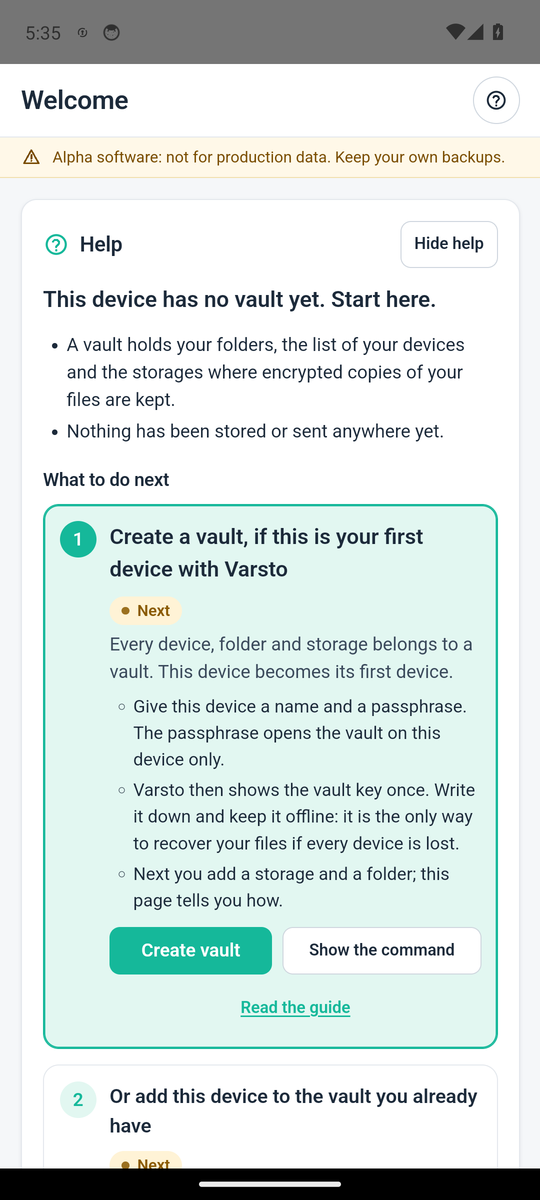 5:35
Welcome
Alpha software: not for production data. Keep your own backups.
Help
Hide help
This device has no vault yet. Start here.
• A vault holds your folders, the list of your devices
and the storages where encrypted copies of your
files are kept.
• Nothing has been stored or sent anywhere yet.
What to do next
1
Create a vault, if this is your first
device with Varsto
Next
Every device, folder and storage belongs to a
vault. This device becomes its first device.
◦ Give this device a name and a passphrase.
The passphrase opens the vault on this
device only.
◦ Varsto then shows the vault key once. Write
it down and keep it offline: it is the only way
to recover your files if every device is lost.
◦ Next you add a storage and a folder; this
page tells you how.
Create vault
Show the command
Read the guide
2
Or add this device to the vault you already
have
Next